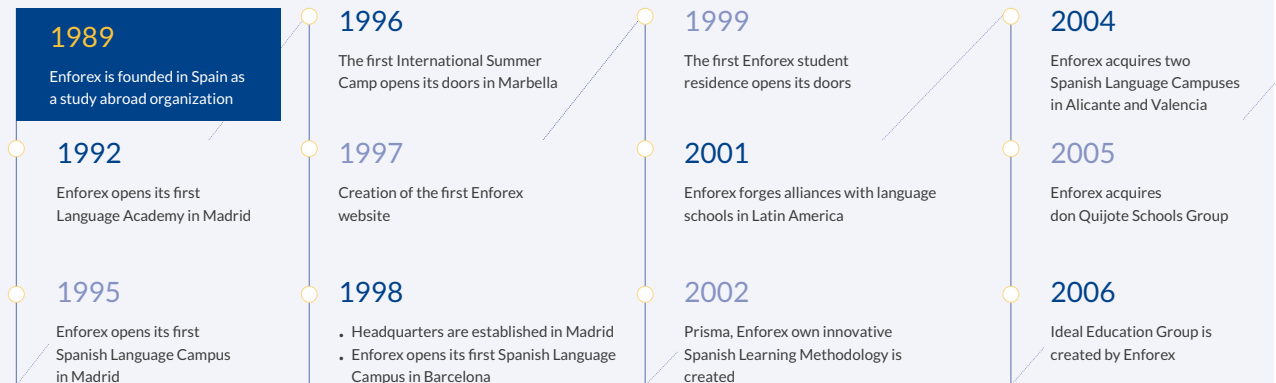 1989
Enforex is founded in Spain as
a study abroad organization
1992
Enforex opens its first
Language Academy in Madrid
1995
Enforex opens its first
Spanish Language Campus
in Madrid
1996
The first International Summer
Camp opens its doors in Marbella
1997
Creation of the first Enforex
website
1998
• Headquarters are established in Madrid
• Enforex opens its first Spanish Language
Campus in Barcelona
1999
The first Enforex student
residence opens its doors
2001
Enforex forges alliances with language
schools in Latin America
2002
Prisma, Enforex own innovative
Spanish Learning Methodology is
created
2004
Enforex acquires two
Spanish Language Campuses
in Alicante and Valencia
2005
Enforex acquires
don Quijote Schools Group
2006
Ideal Education Group is
created by Enforex